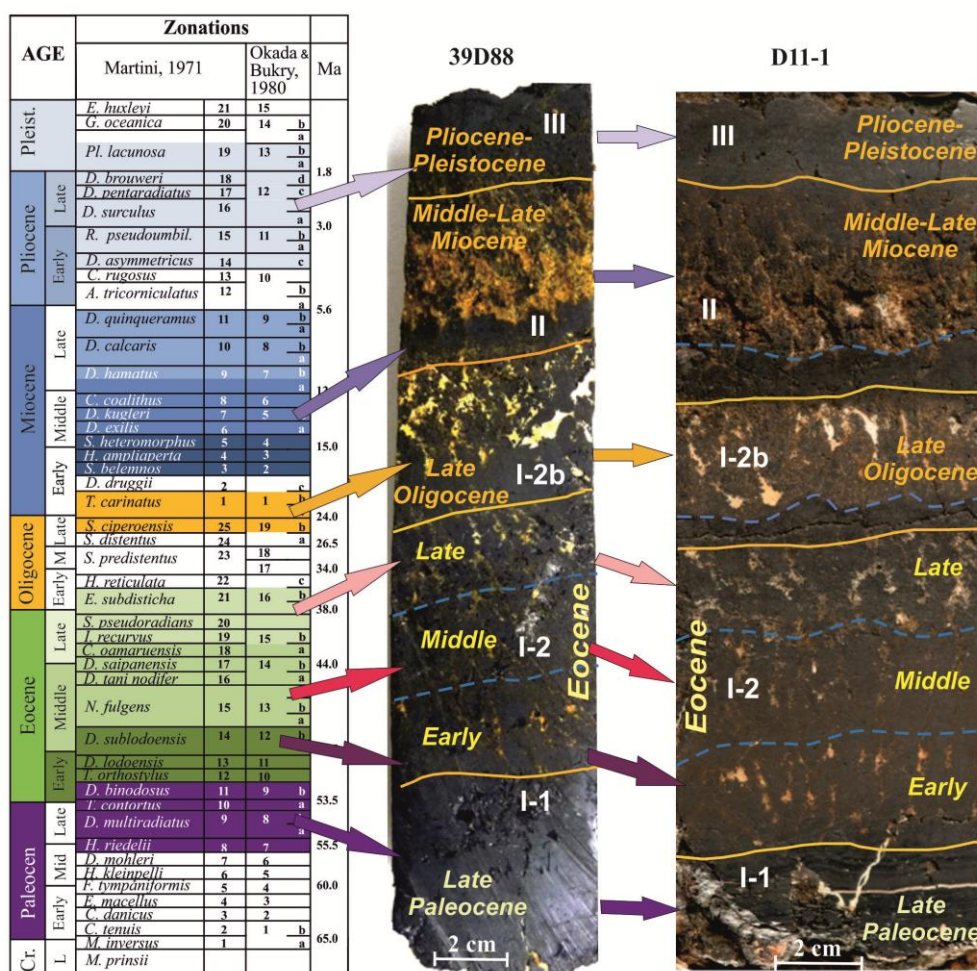 AGE
Zonations
Martini, 1971
Okada &
Bukry,
1980
Ma
39D88
D11-1
Pleist.
Pliocene
Late
Early
Miocene
Late
Middle
Early
Oligocene
Late
M
Early
Eocene
Late
Middle
Early
Paleocen
Late
Mid
Early
Cr.
L
E. huxleyi 21 15
G. oceanica 20 14 b
a
Pl. lacunosa 19 13 b
a
1.8
D. brouweri 18 d
D. pentaradiatus 17 12 c
D. surculus 16
a
3.0
R. pseudoumbil. 15 11 b
a
D. asymmetricus 14 c
C. rugosus 13 10
A. tricorniculatus 12 b
a
5.6
D. quinqueramus 11 9 b
a
D. calcaris 10 8 b
a
D. hamatus 9 7 b
a
C. coalithus 8 6
D. kugleri 7 5
D. exilis 6 a
S. heteromorphus 5 4
15.0
H. ampliaperta 4 3
S. belemnos 3 2
D. druggii 2 c
T. carinatus 1 1 b
24.0
S. ciperoensis 25 19 b
S. distentus 24 a
26.5
S. predistentus 23 18
17
34.0
H. reticulata 22 c
E. subdisticha 21 16 b
38.0
S. pseudoradians 20
I. recurvus 19 15 b
C. oamaruensis 18 a
D. saipanensis 17 14 b
44.0
D. tani nodifer 16 a
N. fulgens 15 13 b
a
D. sublodoensis 14 12 b
D. lodoensis 13 11
T. orthostylus 12 10
D. binodosus 11 9 b
53.5
T. contortus 10 a
D. multiradiatus 9 8
a
H. riedelii 8 7
55.5
D. mohleri 7 6
H. kleinpelli 6 5
F. tympaniformis 5 4
60.0
E. macellus 4 3
C. danicus 3 2
C. tenuis 2 1 b
65.0
M. inversus 1 a
M. prinsii
III
Pliocene-
Pleistocene
Middle-Late
Miocene
II
I-2b
Late
Oligocene
Late
Middle
I-2
Eocene
Early
I-1
Late
Paleocene
2 cm
III
Pliocene-
Pleistocene
Middle-Late
Miocene
II
I-2b
Late
Oligocene
Late
Eocene
I-2
Middle
Early
I-1
Late
Paleocene
2 cm